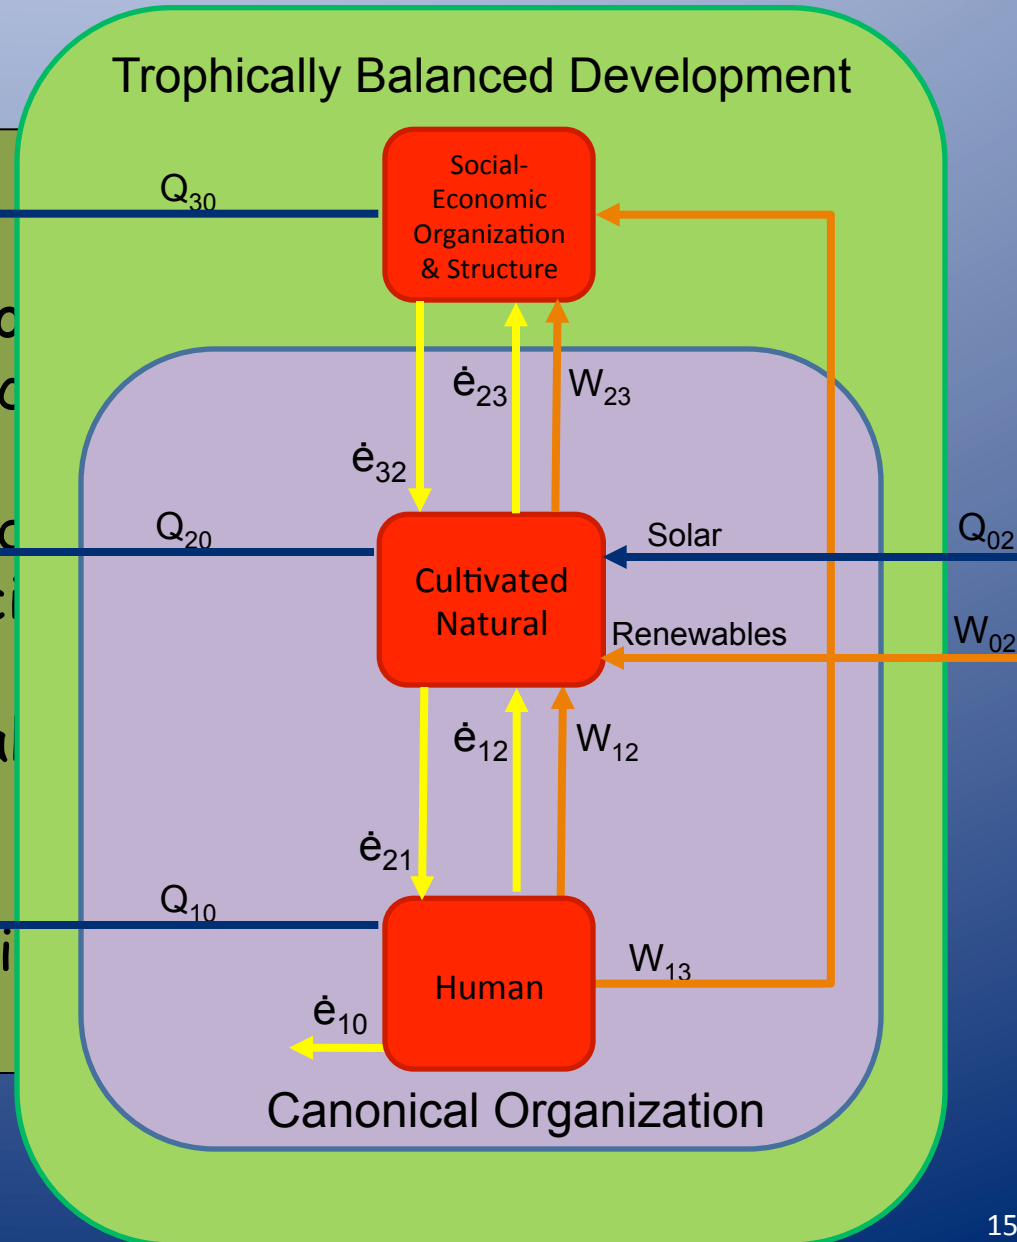 Trophically Balanced Development
Social-
Economic
Organization
& Structure
Q₃₀
ė₂₃
W₂₃
ė₃₂
Q₂₀
Cultivated
Natural
Solar
Q₀₂
Renewables
W₀₂
ė₁₂
W₁₂
ė₂₁
Q₁₀
Human
W₁₃
ė₁₀
Canonical Organization
15